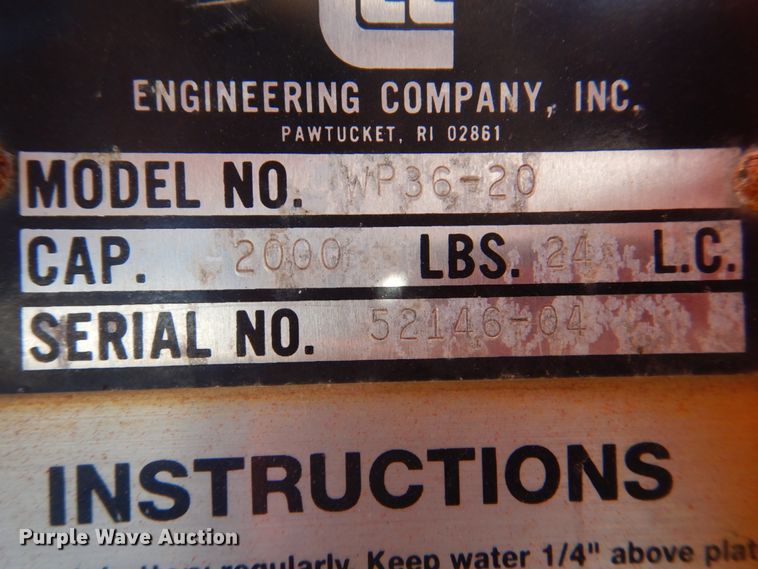 ENGINEERING COMPANY, INC.
PAWTUCKET, RI 02861
MODEL NO. WP36-20
CAP. 2000 LBS. 24 L.C.
SERIAL NO. 52146-04
INSTRUCTIONS
regularly. Keep water 1/4" above plat
Purple Wave Auction